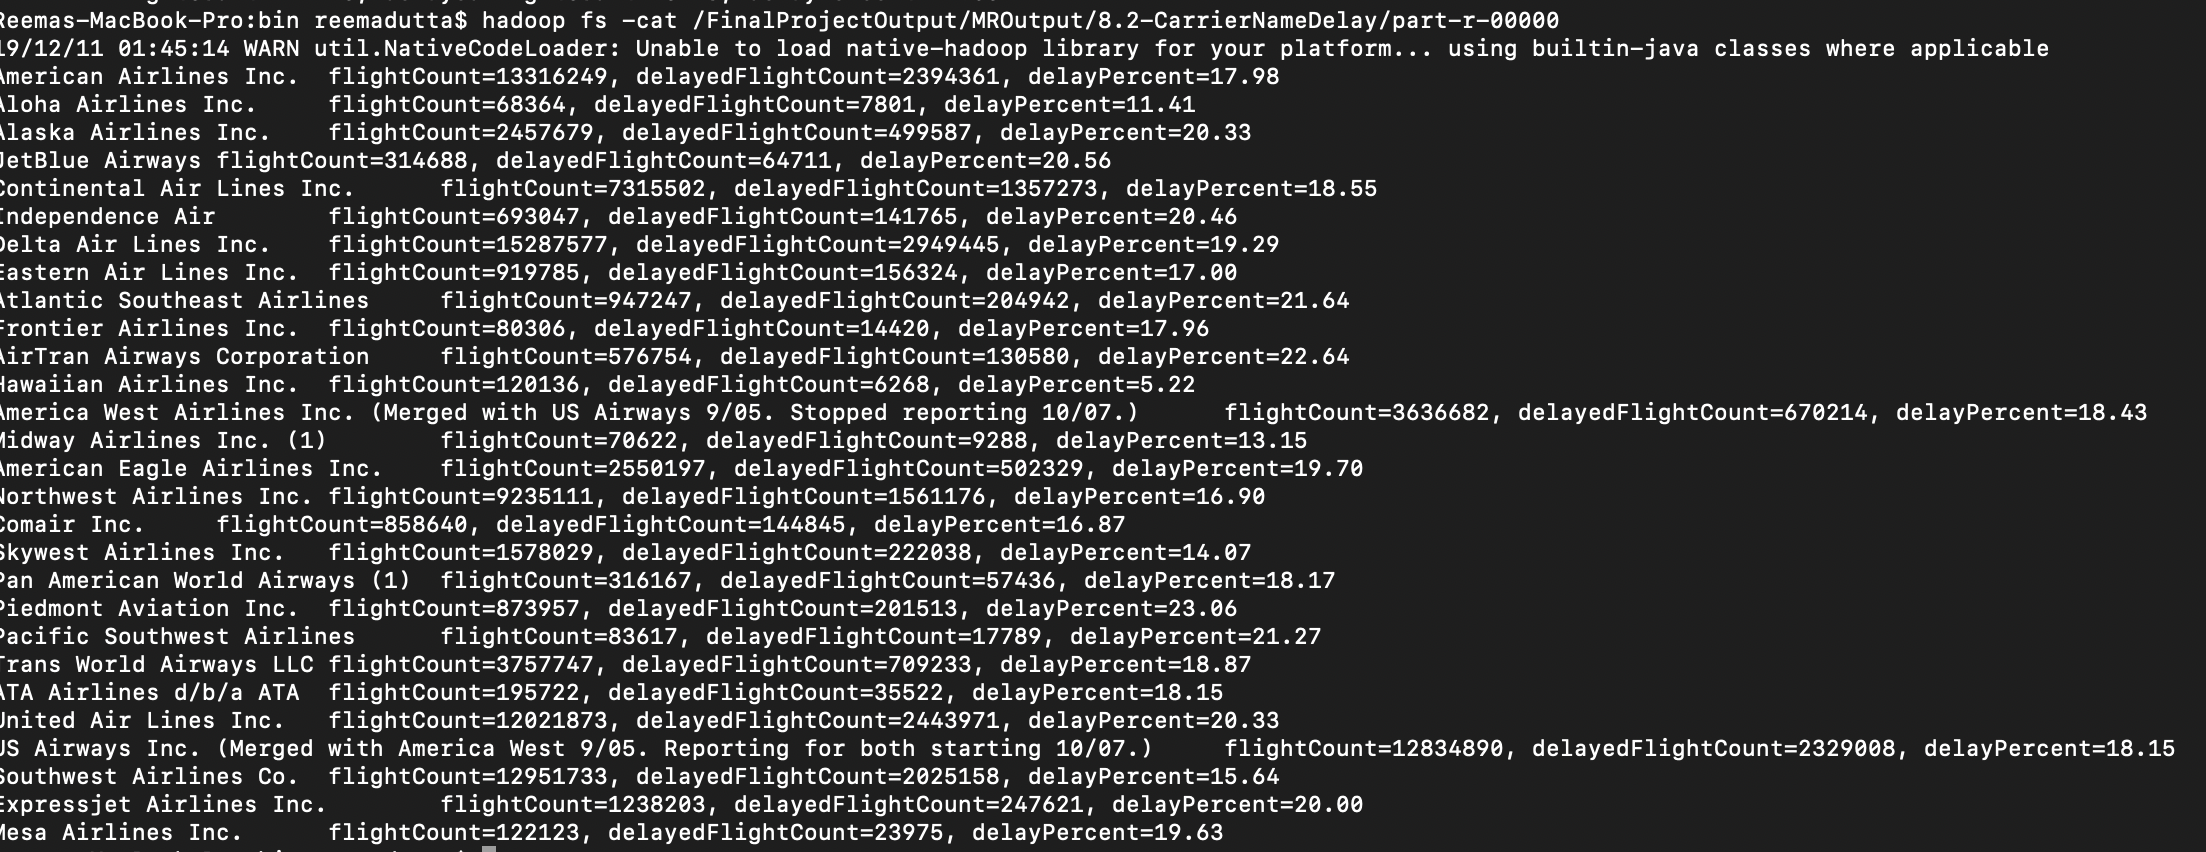 Reemas-MacBook-Pro:bin reemadutta$ hadoop fs -cat /FinalProjectOutput/MROutput/8.2-CarrierNameDelay/part-r-00000
19/12/11 01:45:14 WARN util.NativeCodeLoader: Unable to load native-hadoop library for your platform... using builtin-java classes where applicable
American Airlines Inc. flightCount=13316249, delayedFlightCount=2394361, delayPercent=17.98
Aloha Airlines Inc. flightCount=68364, delayedFlightCount=7801, delayPercent=11.41
Alaska Airlines Inc. flightCount=2457679, delayedFlightCount=499587, delayPercent=20.33
JetBlue Airways flightCount=314688, delayedFlightCount=64711, delayPercent=20.56
Continental Air Lines Inc. flightCount=7315502, delayedFlightCount=1357273, delayPercent=18.55
Independence Air flightCount=693047, delayedFlightCount=141765, delayPercent=20.46
Delta Air Lines Inc. flightCount=15287577, delayedFlightCount=2949445, delayPercent=19.29
Eastern Air Lines Inc. flightCount=919785, delayedFlightCount=156324, delayPercent=17.00
Atlantic Southeast Airlines flightCount=947247, delayedFlightCount=204942, delayPercent=21.64
Frontier Airlines Inc. flightCount=80306, delayedFlightCount=14420, delayPercent=17.96
AirTran Airways Corporation flightCount=576754, delayedFlightCount=130580, delayPercent=22.64
Hawaiian Airlines Inc. flightCount=120136, delayedFlightCount=6268, delayPercent=5.22
America West Airlines Inc. (Merged with US Airways 9/05. Stopped reporting 10/07.) flightCount=3636682, delayedFlightCount=670214, delayPercent=18.43
Midway Airlines Inc. (1) flightCount=70622, delayedFlightCount=9288, delayPercent=13.15
American Eagle Airlines Inc. flightCount=2550197, delayedFlightCount=502329, delayPercent=19.70
Northwest Airlines Inc. flightCount=9235111, delayedFlightCount=1561176, delayPercent=16.90
Comair Inc. flightCount=858640, delayedFlightCount=144845, delayPercent=16.87
Skywest Airlines Inc. flightCount=1578029, delayedFlightCount=222038, delayPercent=14.07
Pan American World Airways (1) flightCount=316167, delayedFlightCount=57436, delayPercent=18.17
Piedmont Aviation Inc. flightCount=873957, delayedFlightCount=201513, delayPercent=23.06
Pacific Southwest Airlines flightCount=83617, delayedFlightCount=17789, delayPercent=21.27
Trans World Airways LLC flightCount=3757747, delayedFlightCount=709233, delayPercent=18.87
ATA Airlines d/b/a ATA flightCount=195722, delayedFlightCount=35522, delayPercent=18.15
United Air Lines Inc. flightCount=12021873, delayedFlightCount=2443971, delayPercent=20.33
US Airways Inc. (Merged with America West 9/05. Reporting for both starting 10/07.) flightCount=12834890, delayedFlightCount=2329008, delayPercent=18.15
Southwest Airlines Co. flightCount=12951733, delayedFlightCount=2025158, delayPercent=15.64
Expressjet Airlines Inc. flightCount=1238203, delayedFlightCount=247621, delayPercent=20.00
Mesa Airlines Inc. flightCount=122123, delayedFlightCount=23975, delayPercent=19.63